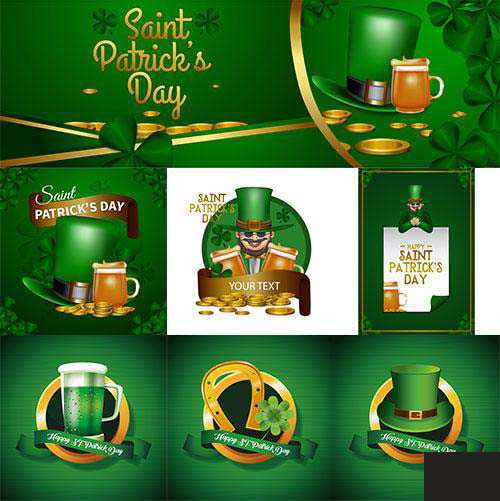 Saint
Patrick's
Day
Saint
PATRICK'S DAY
SAINT
PATRICK'S
DAY
YOUR TEXT
HAPPY
SAINT
PATRICK'S
DAY
Happy ST.Patrick Day
Happy ST.Patrick Day
Happy ST.Patrick Day